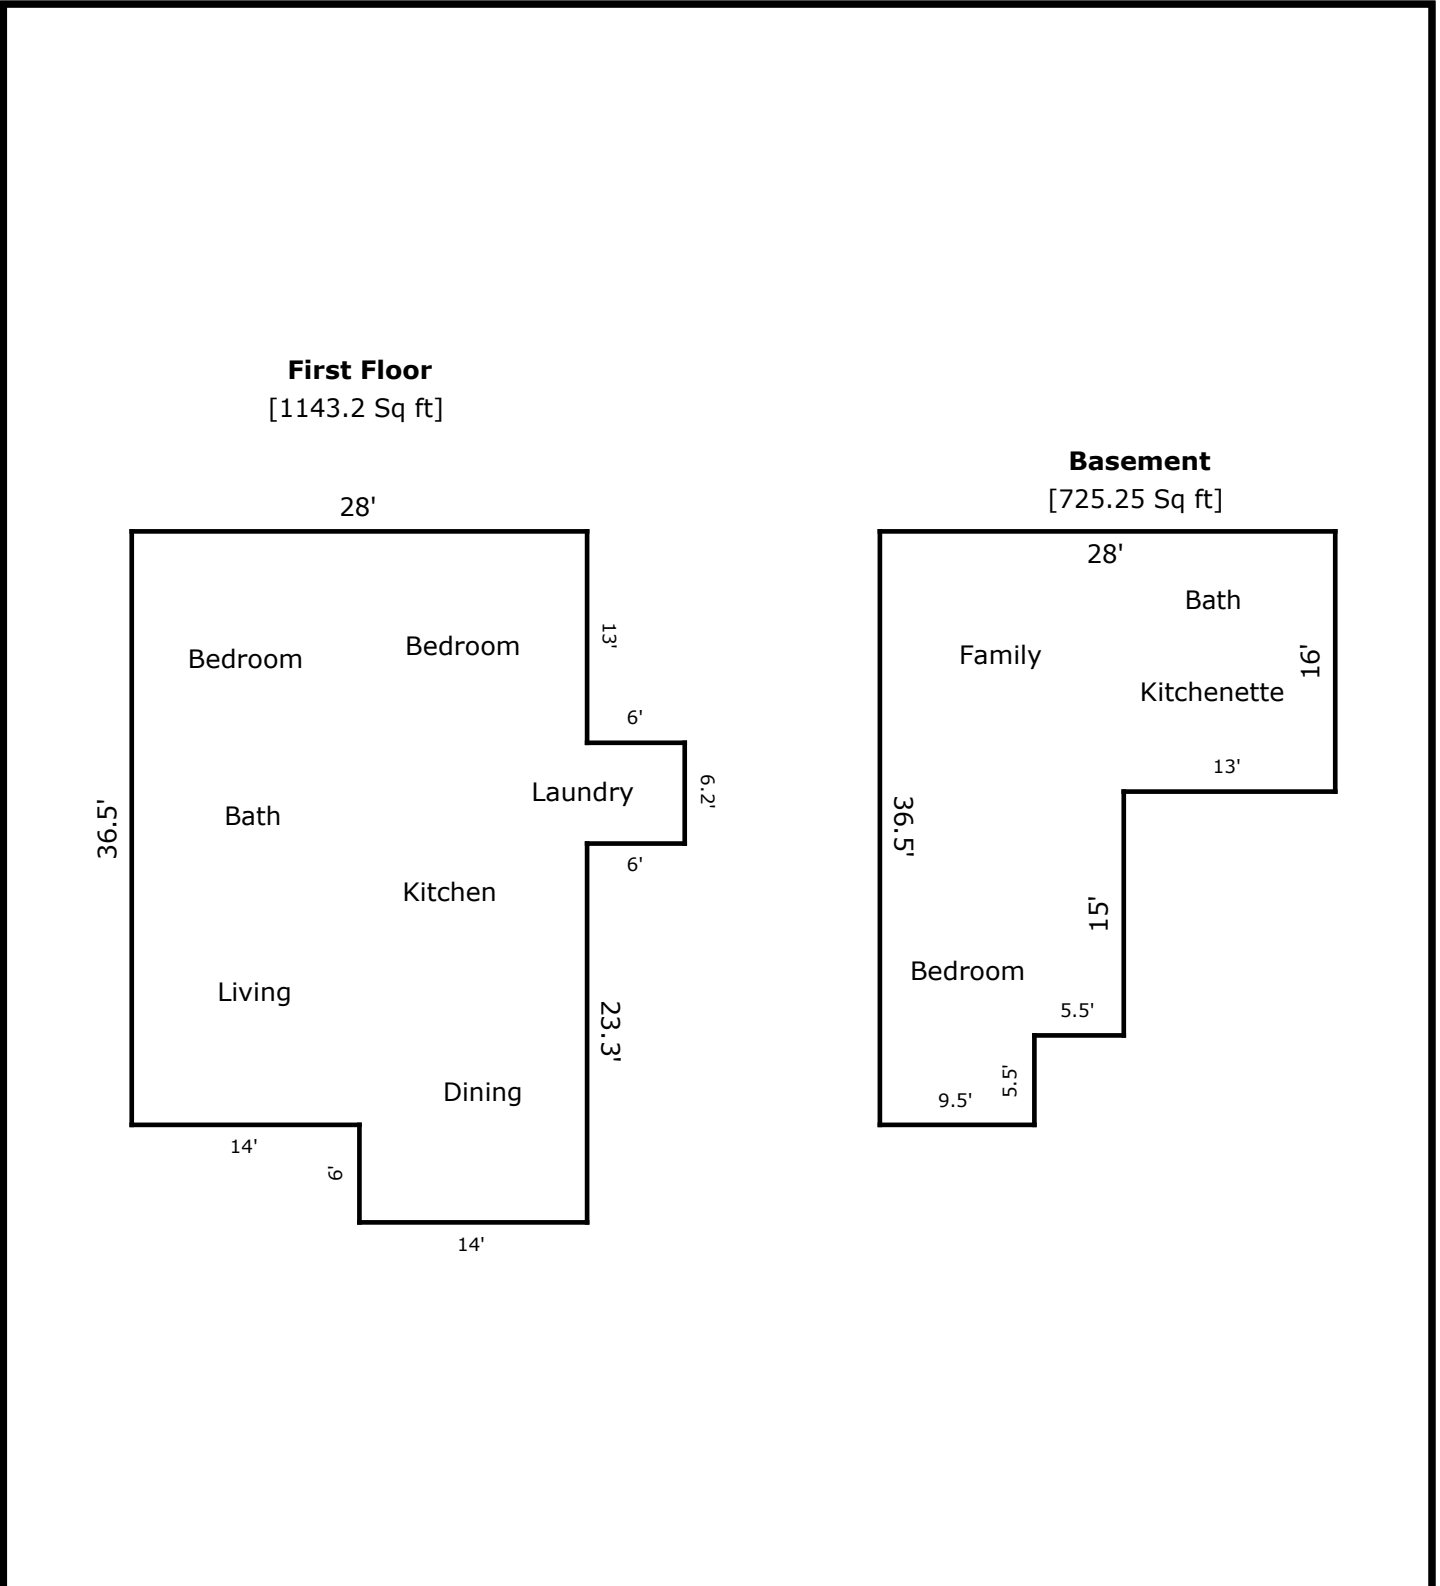 First Floor
[1143.2 Sq ft]
28'
13'
Bedroom
Bedroom
6'
6.2'
Laundry
36.5'
Bath
6'
Kitchen
Living
23.3'
Dining
14'
6'
14'
Basement
[725.25 Sq ft]
28'
Bath
Family
16'
Kitchenette
13'
36.5'
15'
Bedroom
5.5'
5.5'
9.5'